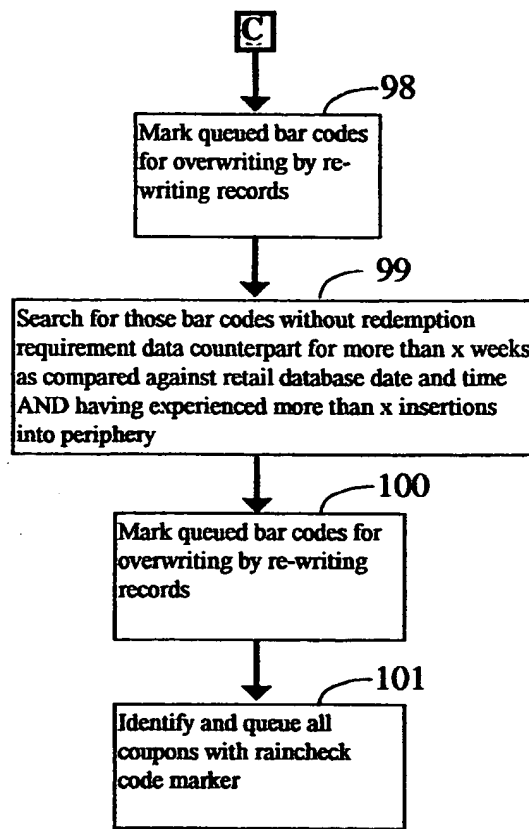 C
98
Mark queued bar codes
for overwriting by re-
writing records
99
Search for those bar codes without redemption
requirement data counterpart for more than x weeks
as compared against retail database date and time
AND having experienced more than x insertions
into periphery
100
Mark queued bar codes for
overwriting by re-writing
records
101
Identify and queue all
coupons with raincheck
code marker